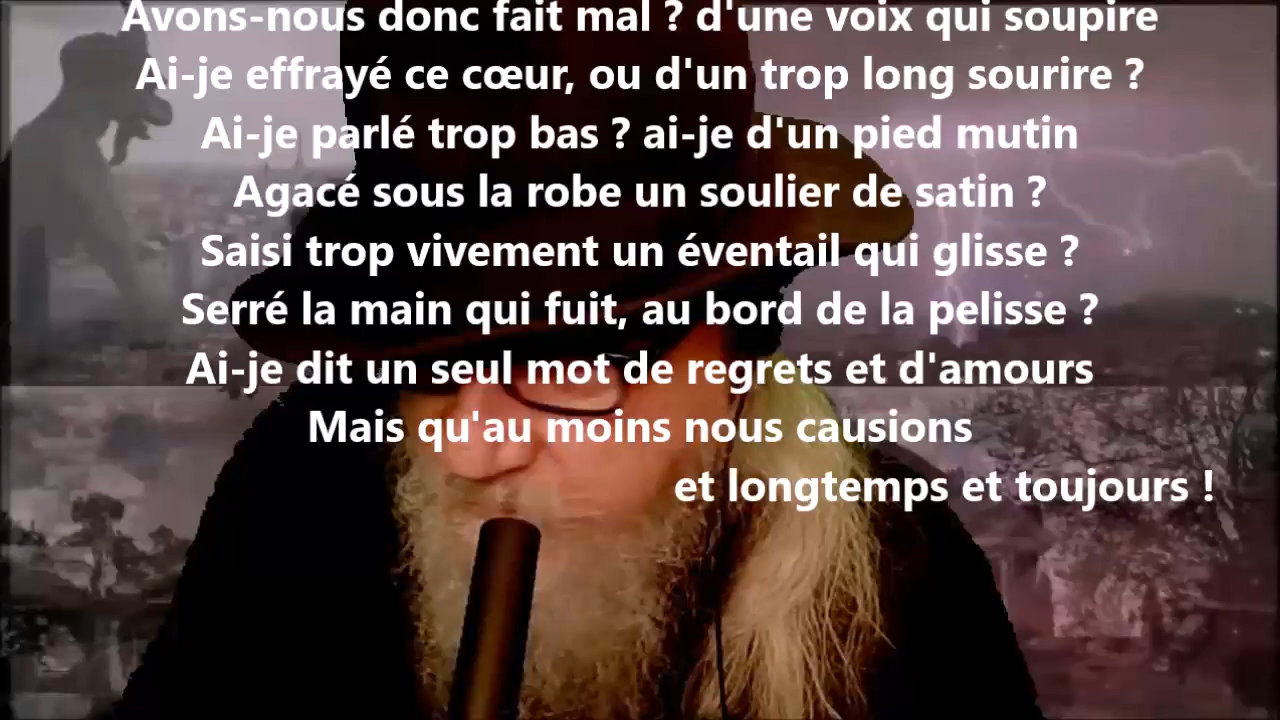 Avons-nous donc fait mal ? d'une voix qui soupire
Ai-je effrayé ce cœur, ou d'un trop long sourire ?
Ai-je parlé trop bas ? ai-je d'un pied mutin
Agacé sous la robe un soulier de satin ?
Saisi trop vivement un éventail qui glisse ?
Serré la main qui fuit, au bord de la pelisse ?
Ai-je dit un seul mot de regrets et d'amours
Mais qu'au moins nous causions
et longtemps et toujours !